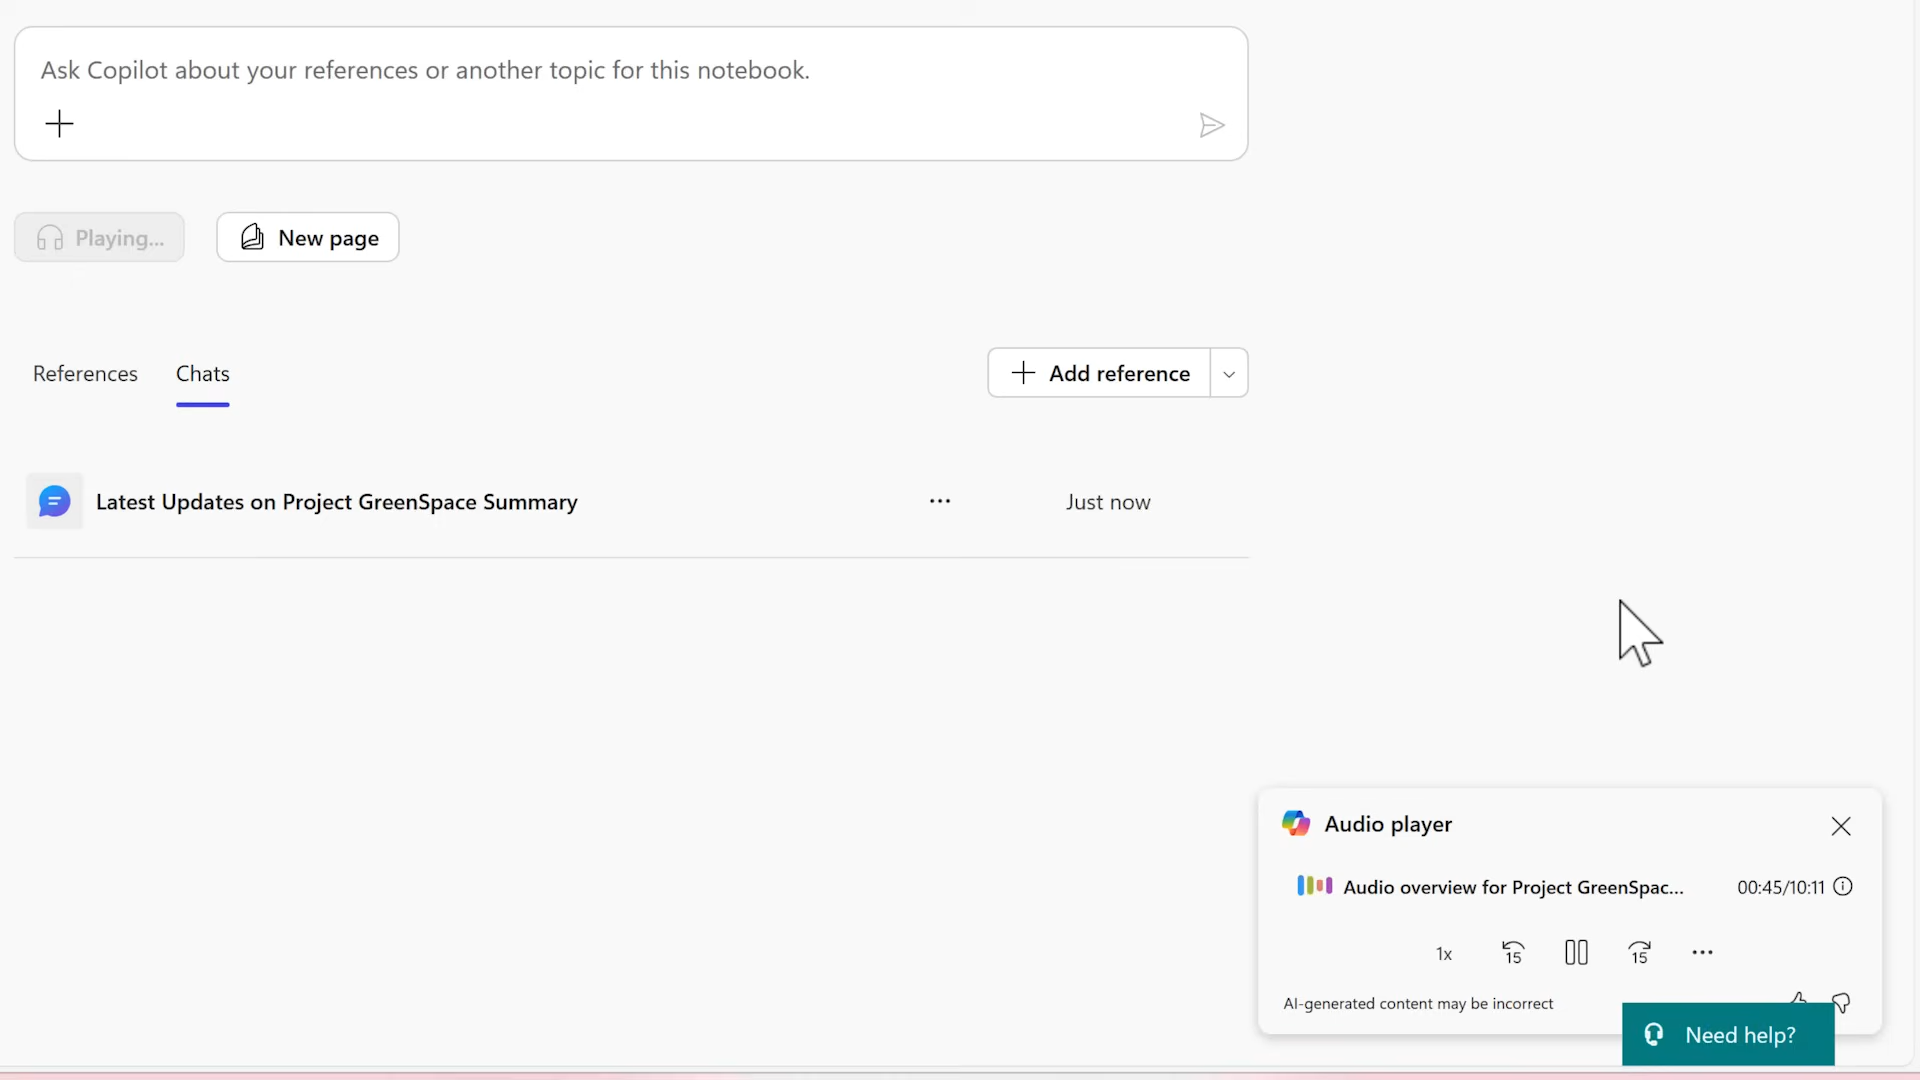 Ask Copilot about your references or another topic for this notebook.
Playing...
New page
References
Chats
Add reference
Latest Updates on Project GreenSpace Summary
Just now
Audio player
Audio overview for Project GreenSpac...
00:45/10:11
1x
15
15
AI-generated content may be incorrect
Need help?